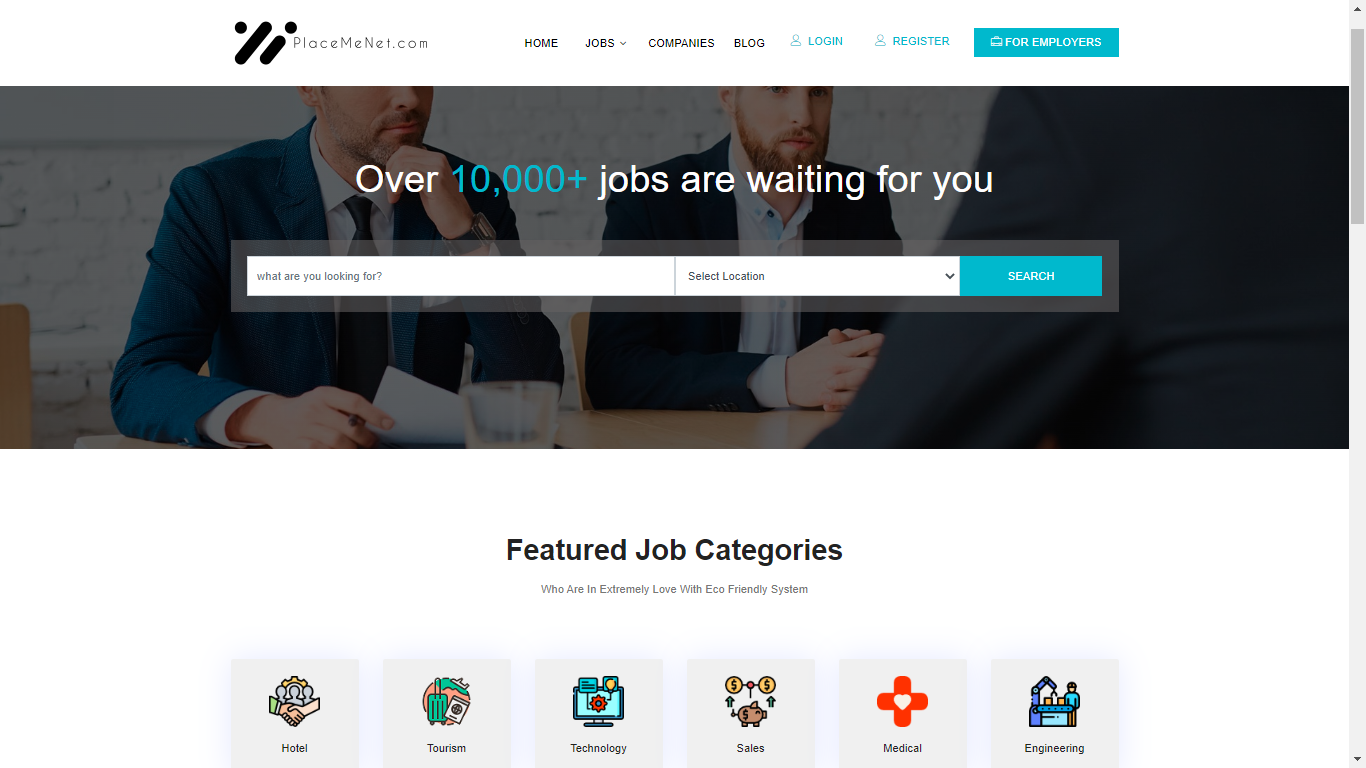 PlaceMeNet.com
HOME JOBS COMPANIES BLOG LOGIN REGISTER FOR EMPLOYERS
Over 10,000+ jobs are waiting for you
what are you looking for? Select Location SEARCH
Featured Job Categories
Who Are In Extremely Love With Eco Friendly System
Hotel Tourism Technology Sales Medical Engineering